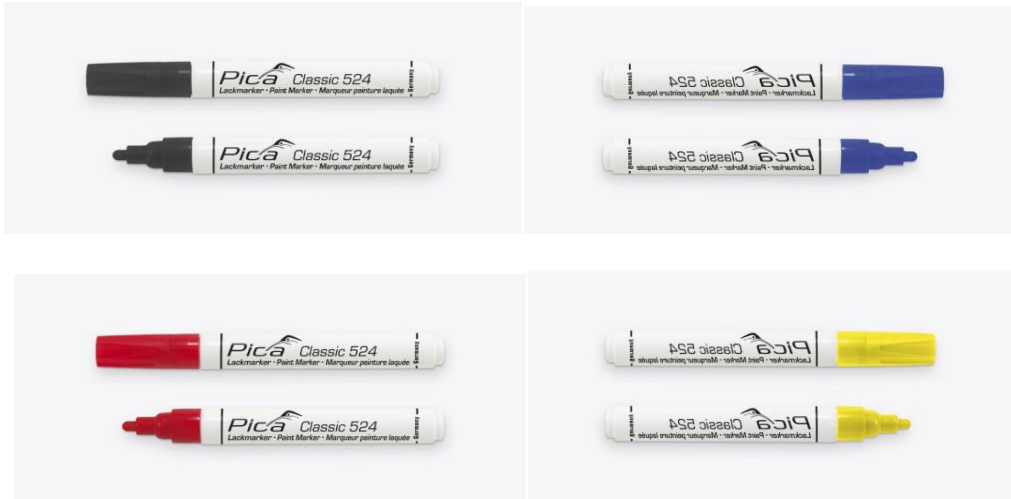 Pica Classic 524
Lackmarker • Paint Marker • Marqueur peinture laquée
Germany
Pica Classic 524
Lackmarker • Paint Marker • Marqueur peinture laquée
Germany
Pica Classic 524
Lackmarker • Paint Marker • Marqueur peinture laquée
Germany
Pica Classic 524
Lackmarker • Paint Marker • Marqueur peinture laquée
Germany
Pica Classic 524
Lackmarker • Paint Marker • Marqueur peinture laquée
Germany
Pica Classic 524
Lackmarker • Paint Marker • Marqueur peinture laquée
Germany
Pica Classic 524
Lackmarker • Paint Marker • Marqueur peinture laquée
Germany
Pica Classic 524
Lackmarker • Paint Marker • Marqueur peinture laquée
Germany